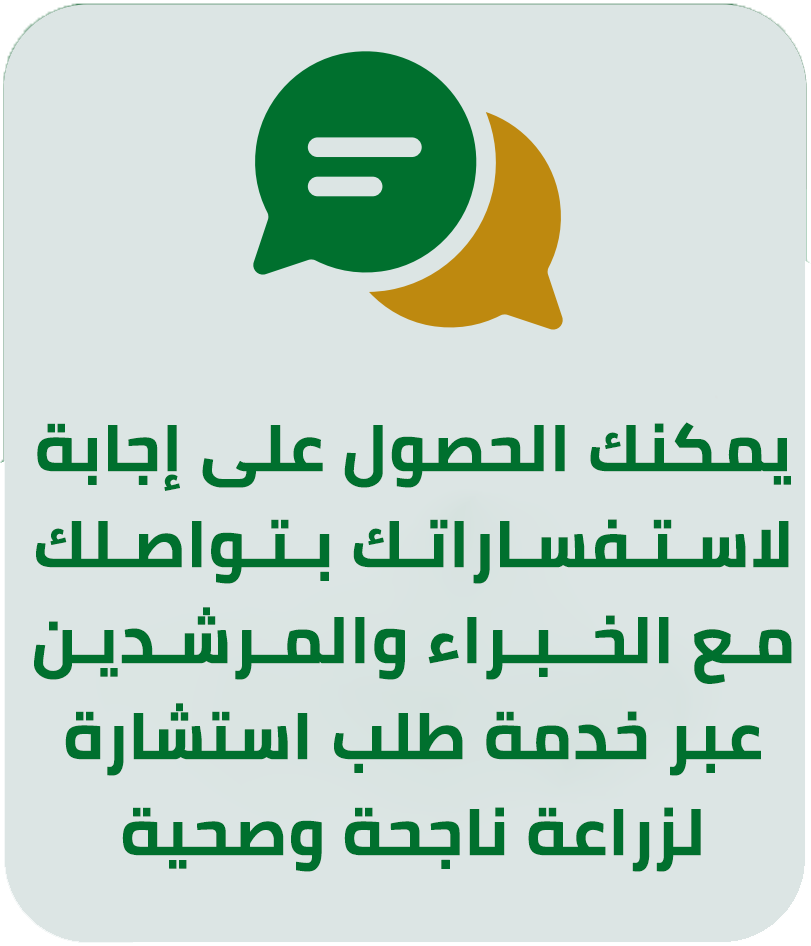 يمكنك الحصول على إجابة
لاستفساراتك بتواصلك
مع الخبراء والمرشدين
عبر خدمة طلب استشارة
لزراعة ناجحة وصحية